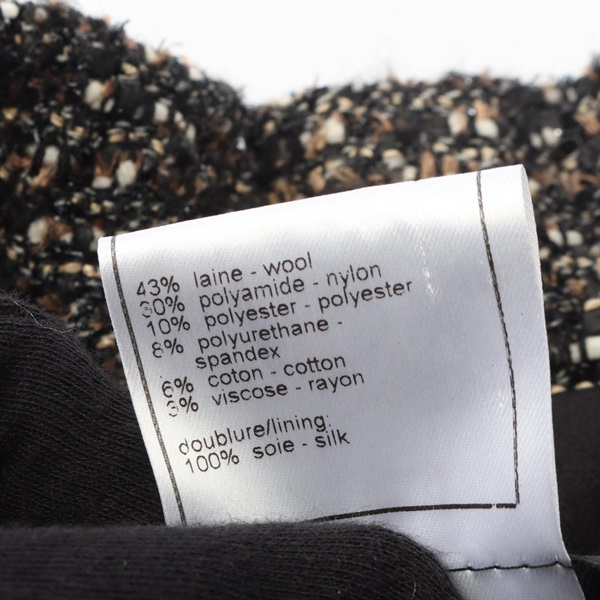 43% laine - wool
30% polyamide - nylon
10% polyester - polyester
8% polyurethane -
spandex
6% coton - cotton
3% viscose - rayon
doublure/lining:
100% soie - silk